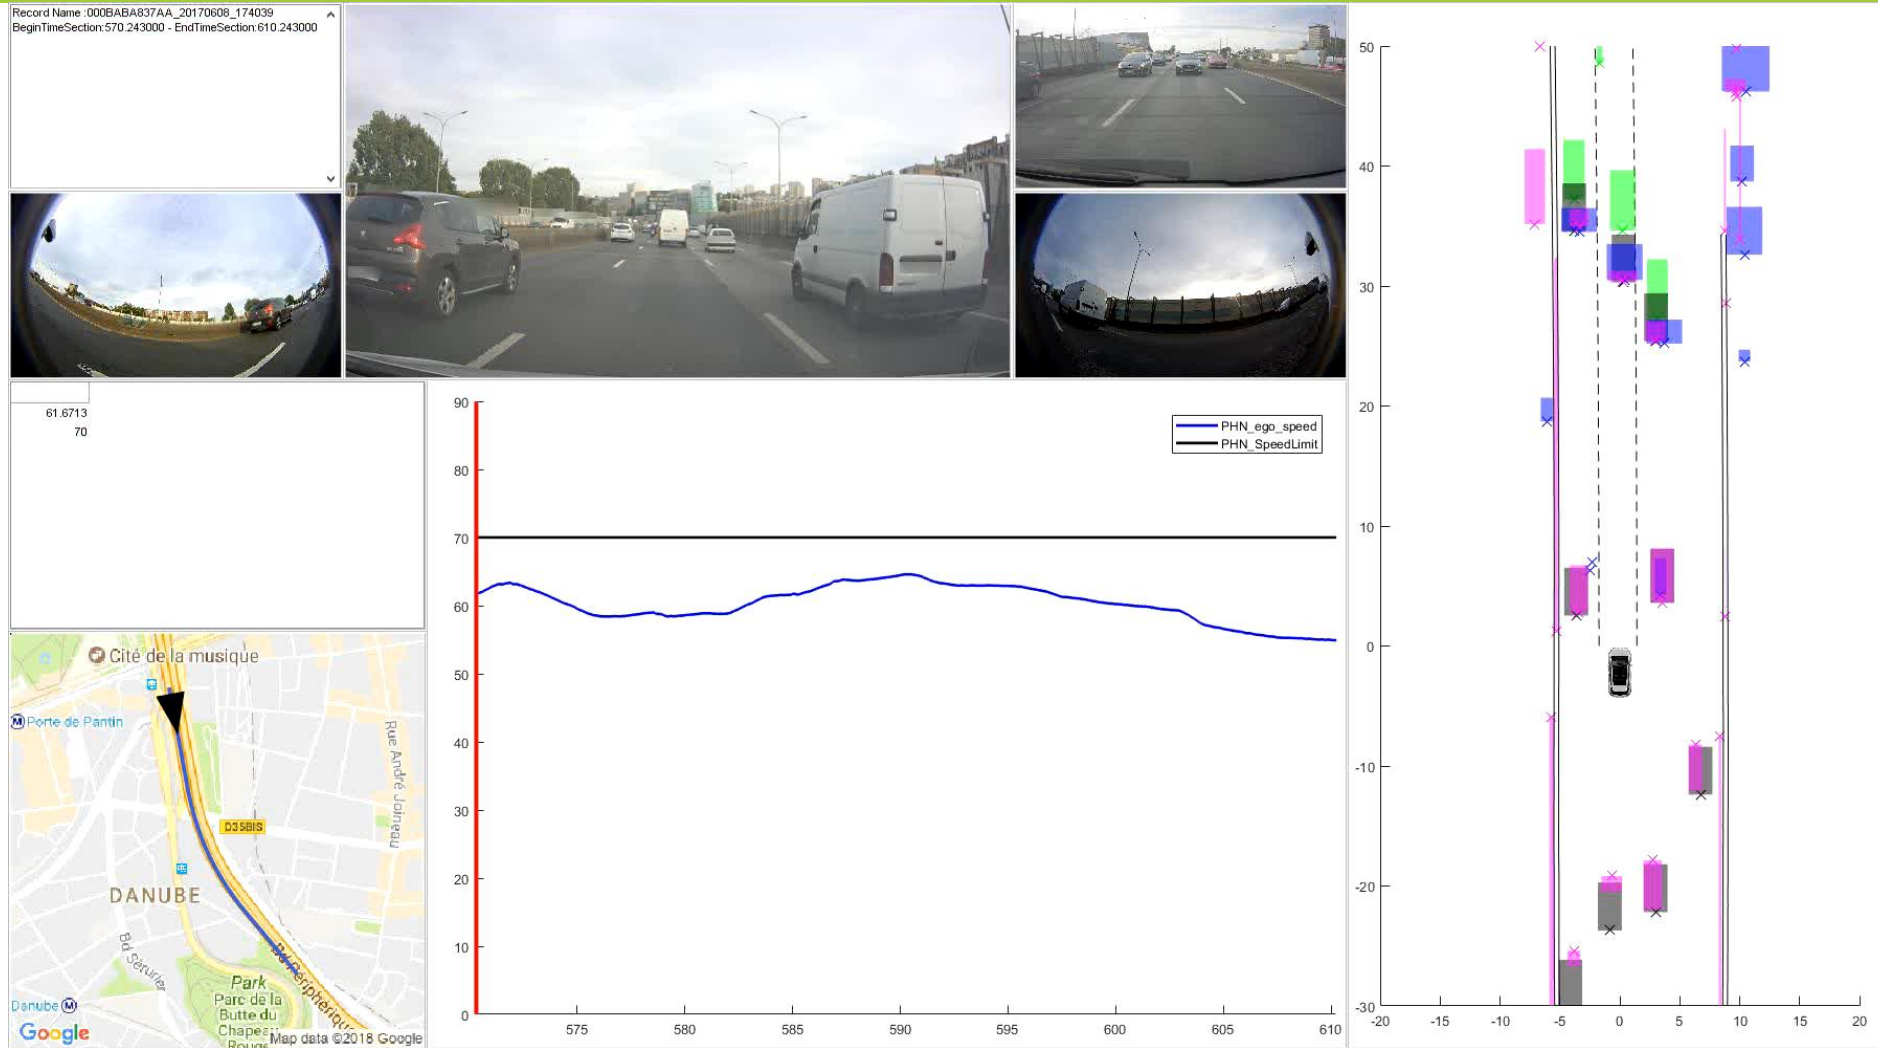 Record Name :000BABA837AA_20170608_174039
BeginTimeSection:570.243000 - EndTimeSection:610.243000
61.6713
70
90
80
70
60
50
40
30
20
10
0
575
580
585
590
595
600
605
610
PHN_ego_speed
PHN_SpeedLimit
Cité de la musique
M Porte de Pantin
Rue André Joineau
D35BIS
DANUBE
Bd Sérurier
Bd Périphérique
Park
Parc de la
Butte du
Chapeau
Rouge
Danube M
Google
Map data ©2018 Google
50
40
30
20
10
0
-10
-20
-30
-20
-15
-10
-5
0
5
10
15
20